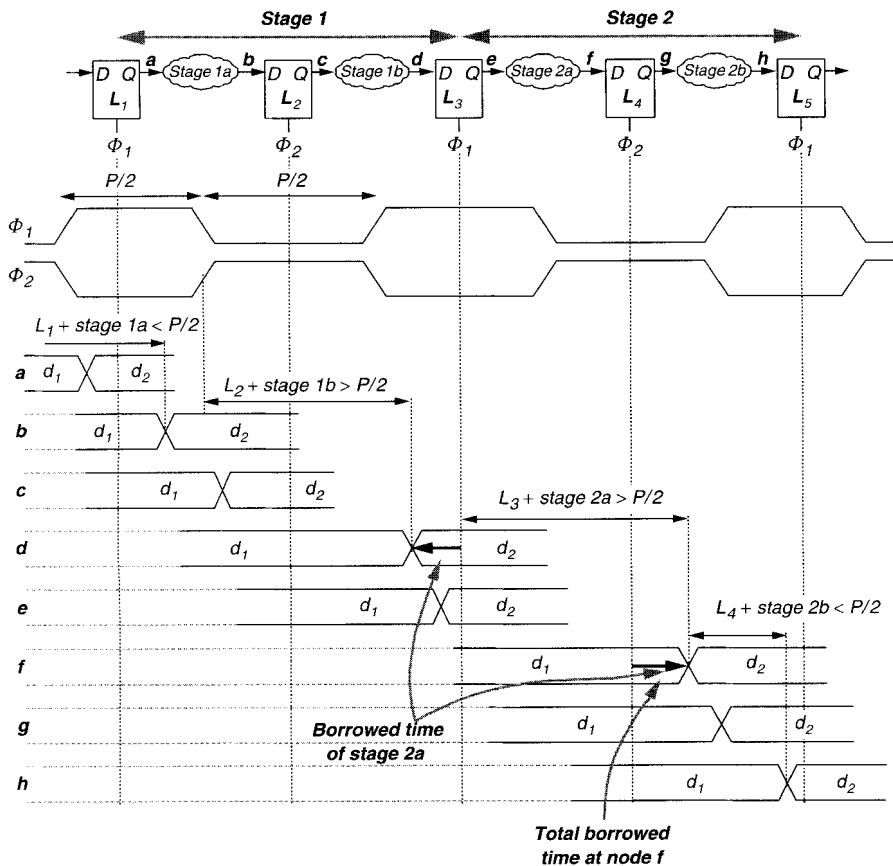 Stage 1 Stage 2
a b c d e f g h
D Q Stage 1a D Q Stage 1b D Q Stage 2a D Q Stage 2b D Q
L₁ L₂ L₃ L₄ L₅
Φ₁ Φ₂ Φ₁ Φ₂ Φ₁
P/2 P/2
Φ₁
Φ₂
L₁ + stage 1a < P/2
a d₁ d₂
L₂ + stage 1b > P/2
b d₁ d₂
c d₁ d₂
L₃ + stage 2a > P/2
d d₁ d₂
e d₁ d₂
L₄ + stage 2b < P/2
f d₁ d₂
g d₁ d₂
Borrowed time
of stage 2a
h d₁ d₂
Total borrowed
time at node f